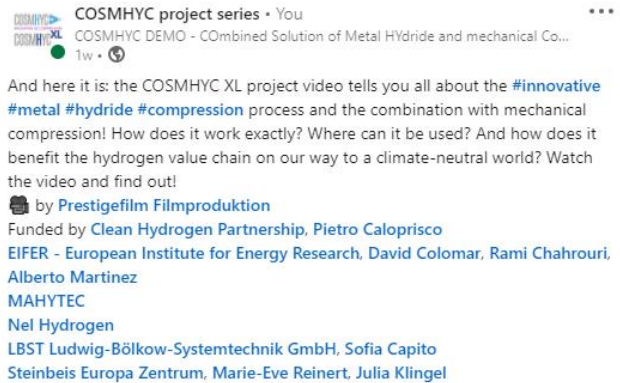 COSMHYC
COSMHYC XL
COSMHYC project series • You
COSMHYC DEMO - COmbined Solution of Metal HYdride and mechanical Co...
1w •
And here it is: the COSMHYC XL project video tells you all about the #innovative
#metal #hydride #compression process and the combination with mechanical
compression! How does it work exactly? Where can it be used? And how does it
benefit the hydrogen value chain on our way to a climate-neutral world? Watch
the video and find out!
🎥 by Prestigefilm Filmproduktion
Funded by Clean Hydrogen Partnership, Pietro Caloprisco
EIFER - European Institute for Energy Research, David Colomar, Rami Chahrouri,
Alberto Martinez
MAHYTEC
Nel Hydrogen
LBST Ludwig-Bölkow-Systemtechnik GmbH, Sofia Capito
Steinbeis Europa Zentrum, Marie-Eve Reinert, Julia Klingel